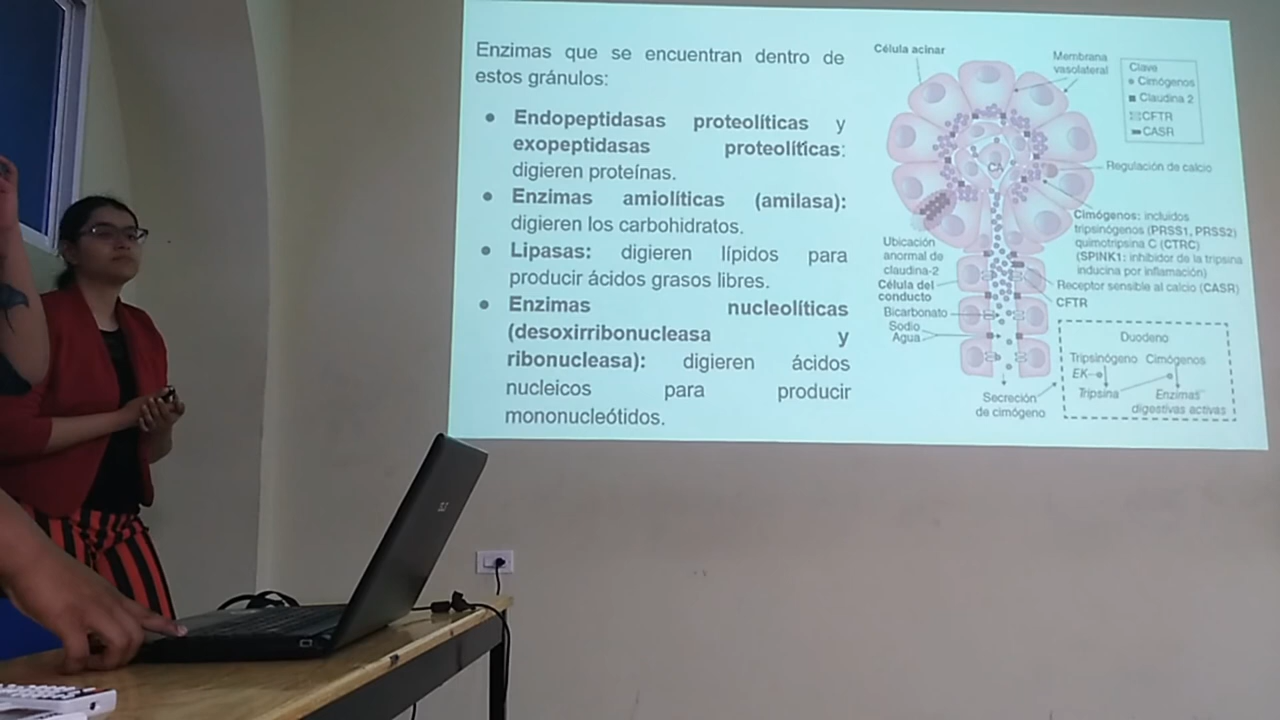 Enzimas que se encuentran dentro de
estos gránulos:
Endopeptidasas proteolíticas y
exopeptidasas proteolíticas:
digieren proteínas.
Enzimas amiolíticas (amilasa):
digieren los carbohidratos.
Lipasas: digieren lípidos para
producir ácidos grasos libres.
Enzimas nucleolíticas
(desoxirribonucleasa y
ribonucleasa): digieren ácidos
nucleicos para producir
mononucleótidos.
Célula acinar
Membrana
vasolateral
Clave
Cimógenos
Claudina 2
CFTR
CASR
CA
Regulación de calcio
Cimógenos: incluidos
tripsinógenos (PRSS1, PRSS2)
quimotripsina C (CTRC)
(SPINK1: inhibidor de la tripsina
inducina por inflamación)
Ubicación
anormal de
claudina-2
Célula del
conducto
Bicarbonato
Sodio
Agua
Receptor sensible al calcio (CASR)
CFTR
Secreción
de cimógeno
Duodeno
Tripsinógeno Cimógenos
EK
Tripsina Enzimas
digestivas activas